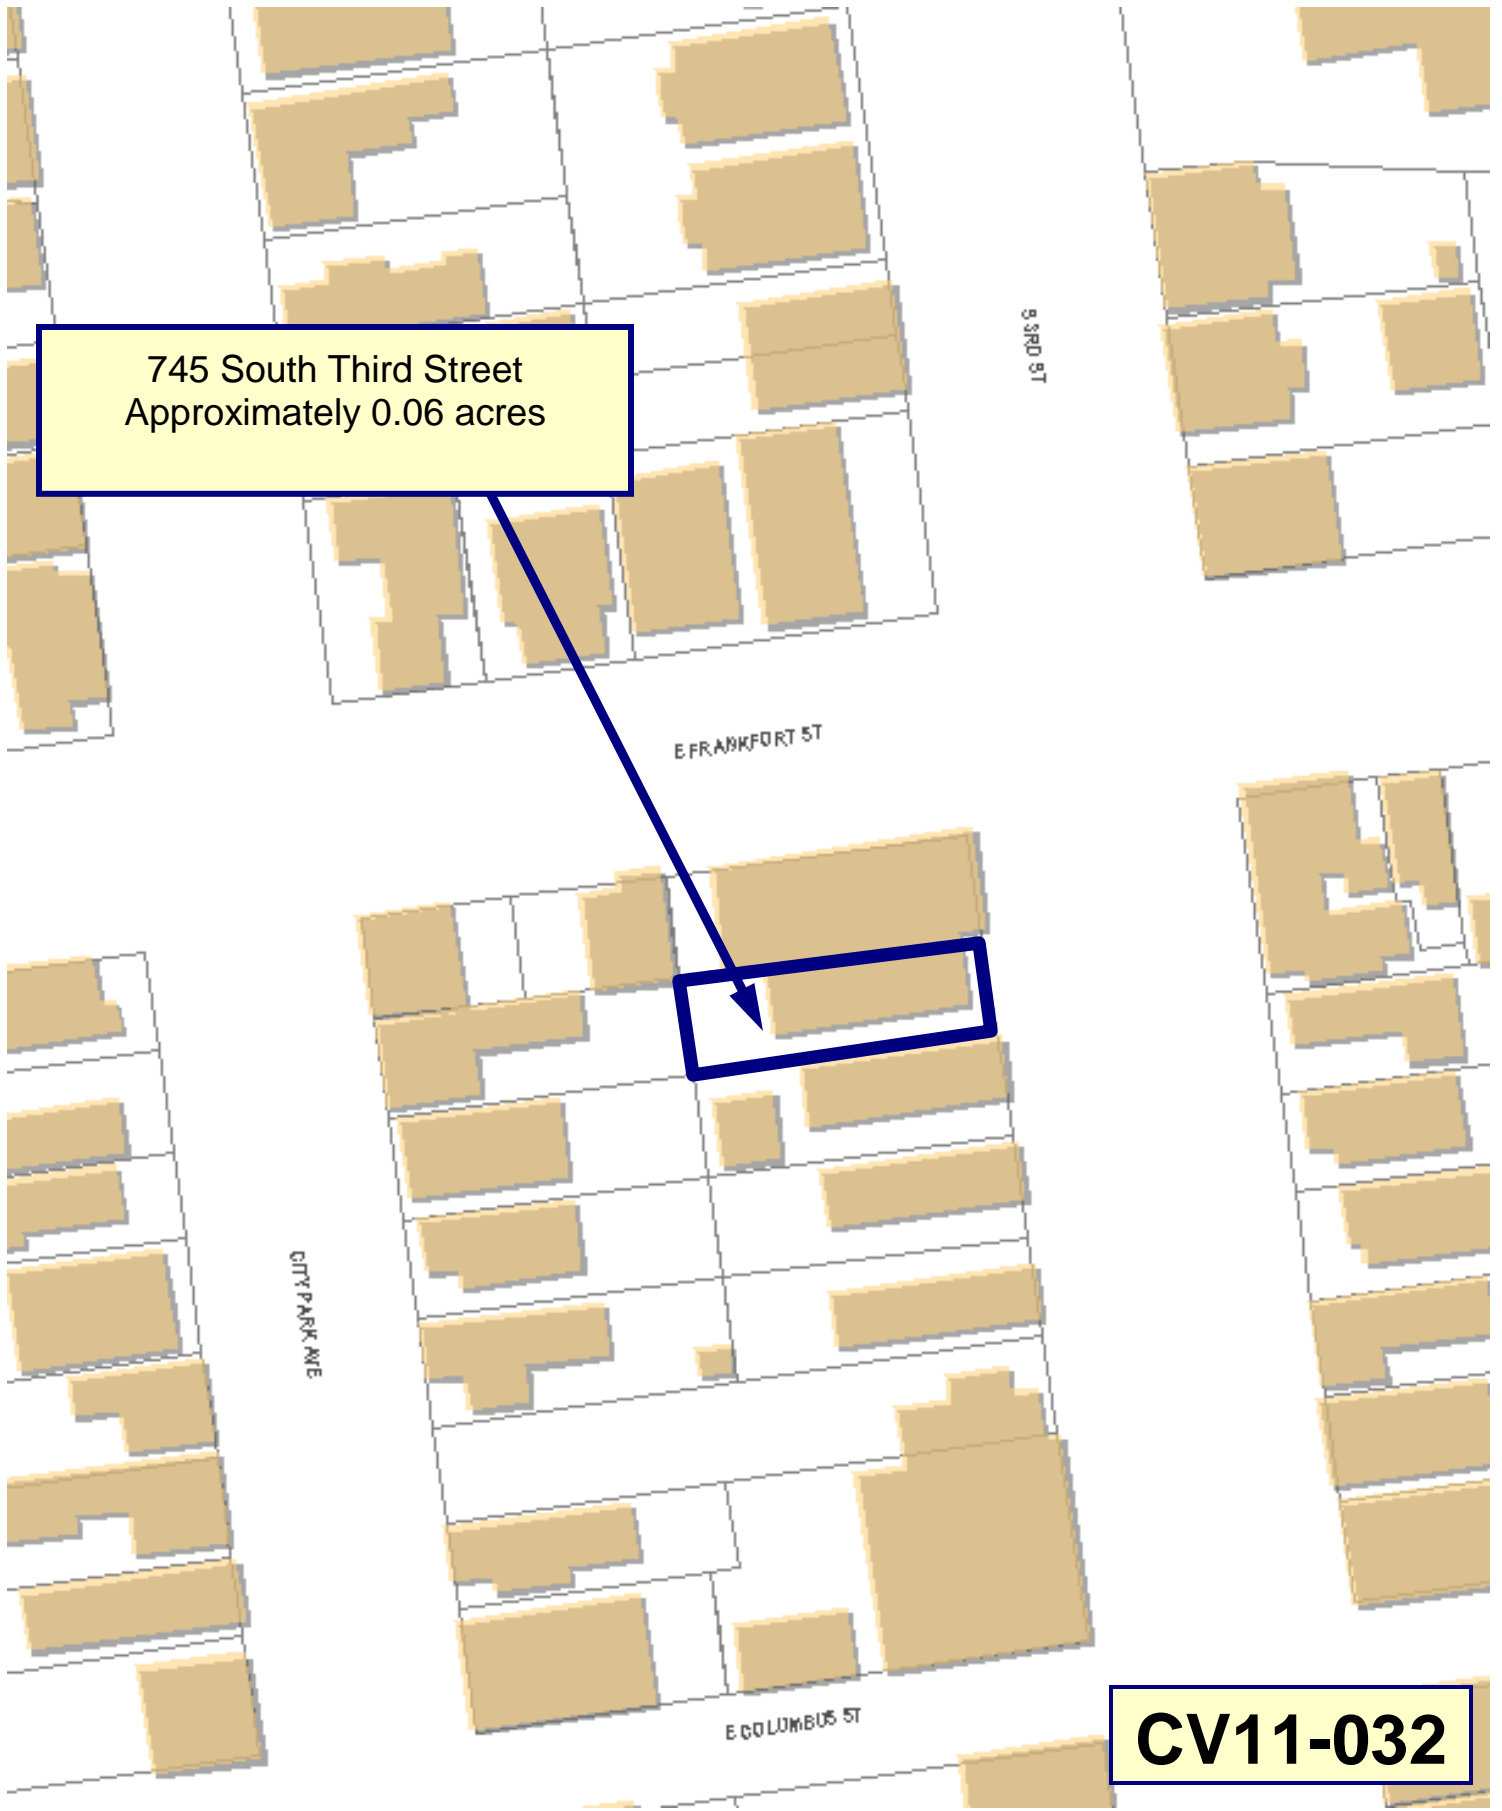 745 South Third Street
Approximately 0.06 acres
S 3RD ST
E FRANKFORT ST
CITY PARK AVE
E COLUMBUS ST
CV11-032